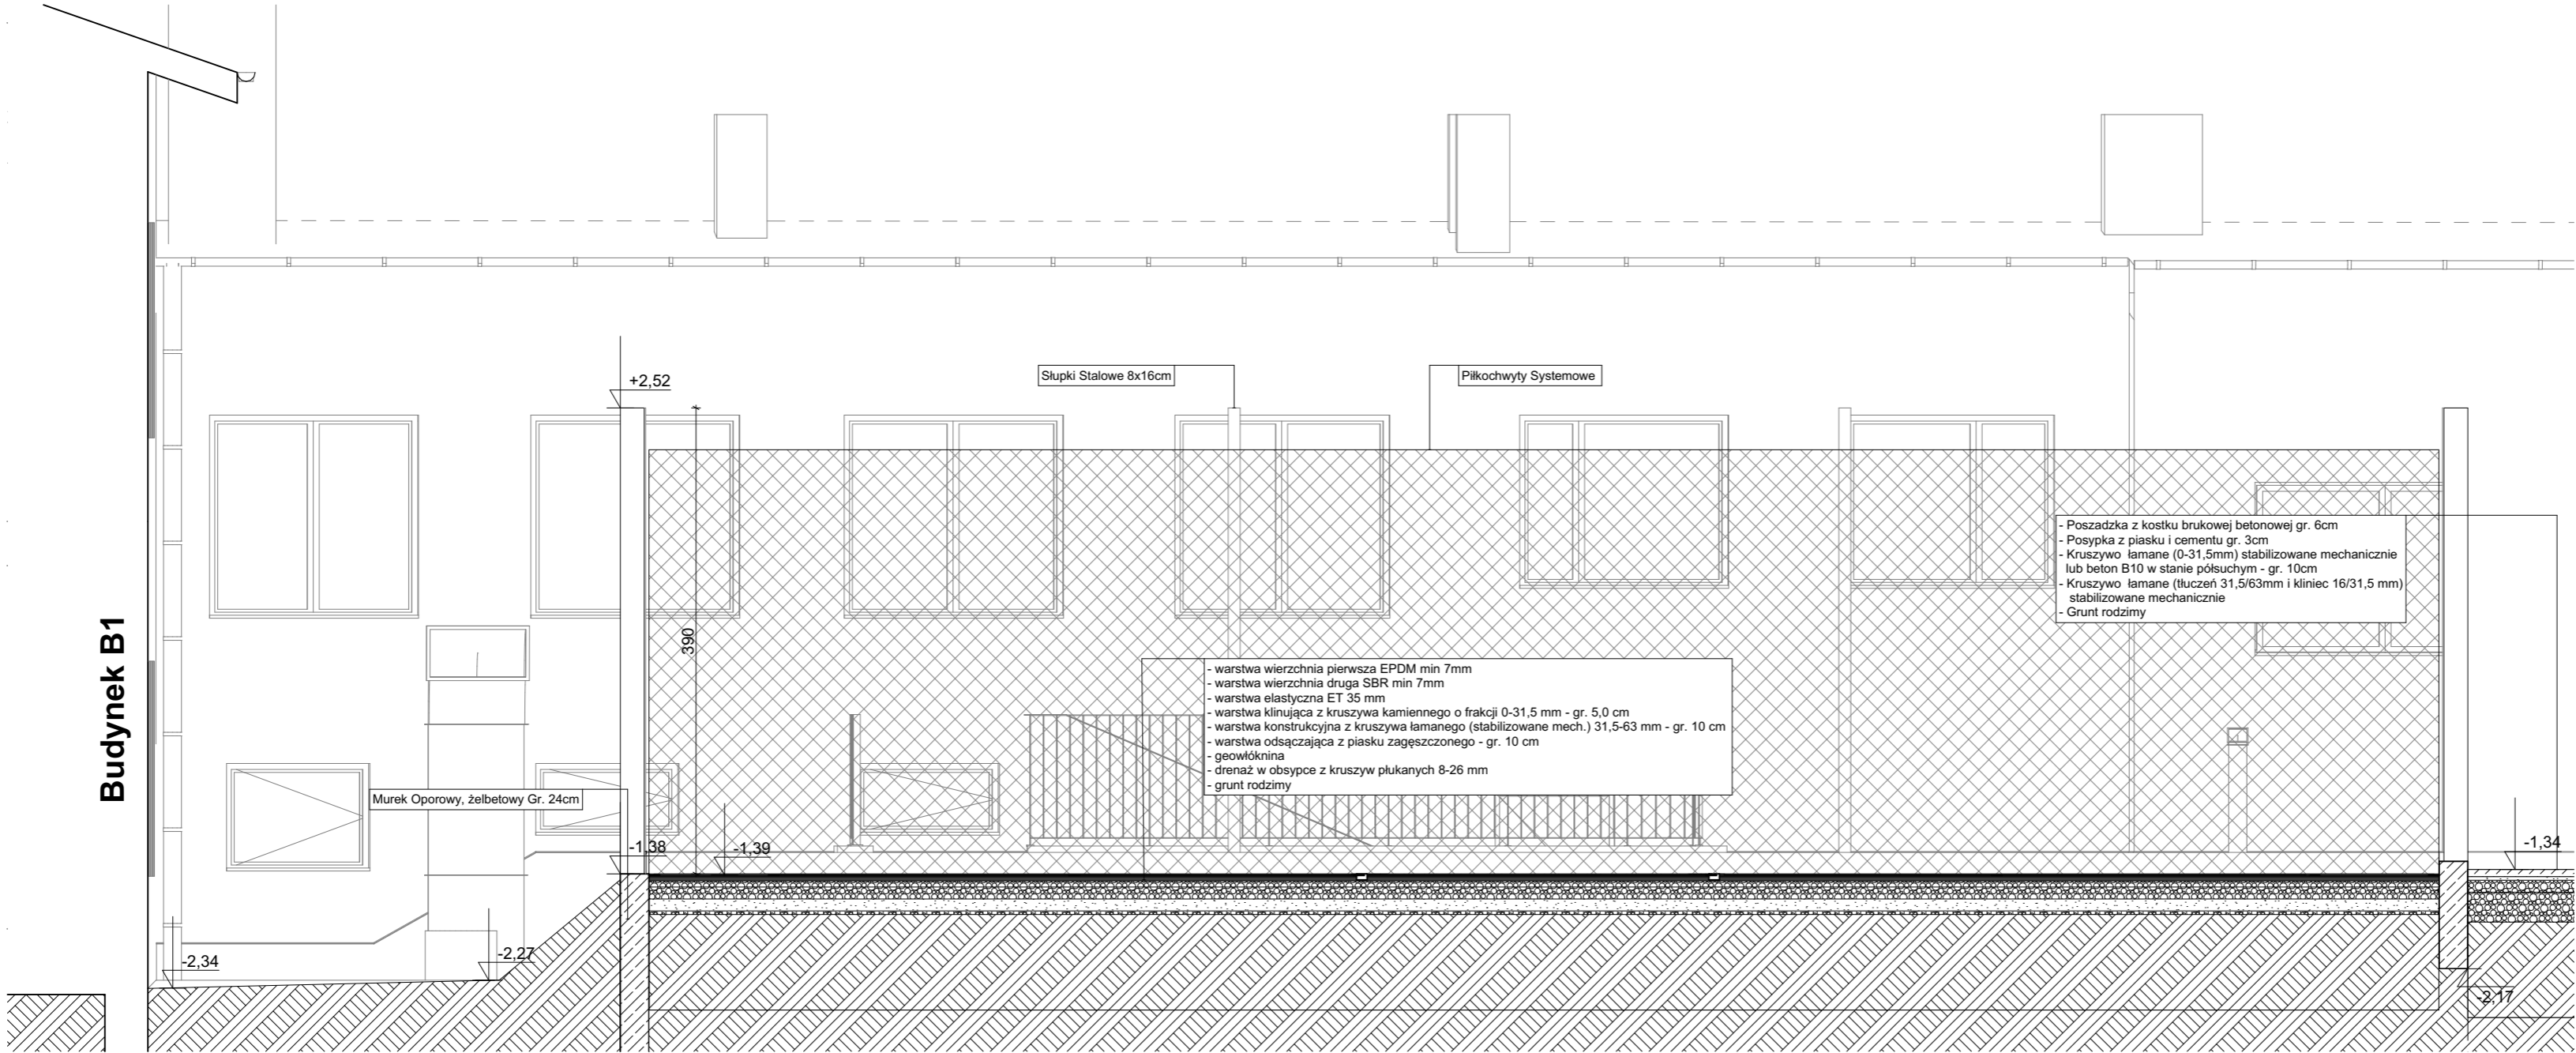 +2,52
Słupki Stalowe 8x16cm
Piłkochwyty Systemowe
- Poszadzka z kostku brukowej betonowej gr. 6cm
- Posypka z piasku i cementu gr. 3cm
- Kruszywo łamane (0-31,5mm) stabilizowane mechanicznie
lub beton B10 w stanie półsuchym - gr. 10cm
- Kruszywo łamane (tłuczeń 31,5/63mm i kliniec 16/31,5 mm)
stabilizowane mechanicznie
- Grunt rodzimy
390
Budynek B1
- warstwa wierzchnia pierwsza EPDM min 7mm
- warstwa wierzchnia druga SBR min 7mm
- warstwa elastyczna ET 35 mm
- warstwa klinująca z kruszywa kamiennego o frakcji 0-31,5 mm - gr. 5,0 cm
- warstwa konstrukcyjna z kruszywa łamanego (stabilizowane mech.) 31,5-63 mm - gr. 10 cm
- warstwa odsączająca z piasku zagęszczonego - gr. 10 cm
- geowłóknina
- drenaż w obsypce z kruszyw płukanych 8-26 mm
- grunt rodzimy
Murek Oporowy, żelbetowy Gr. 24cm
-1,38
-1,39
-1,34
-2,34
-2,27
-2,17